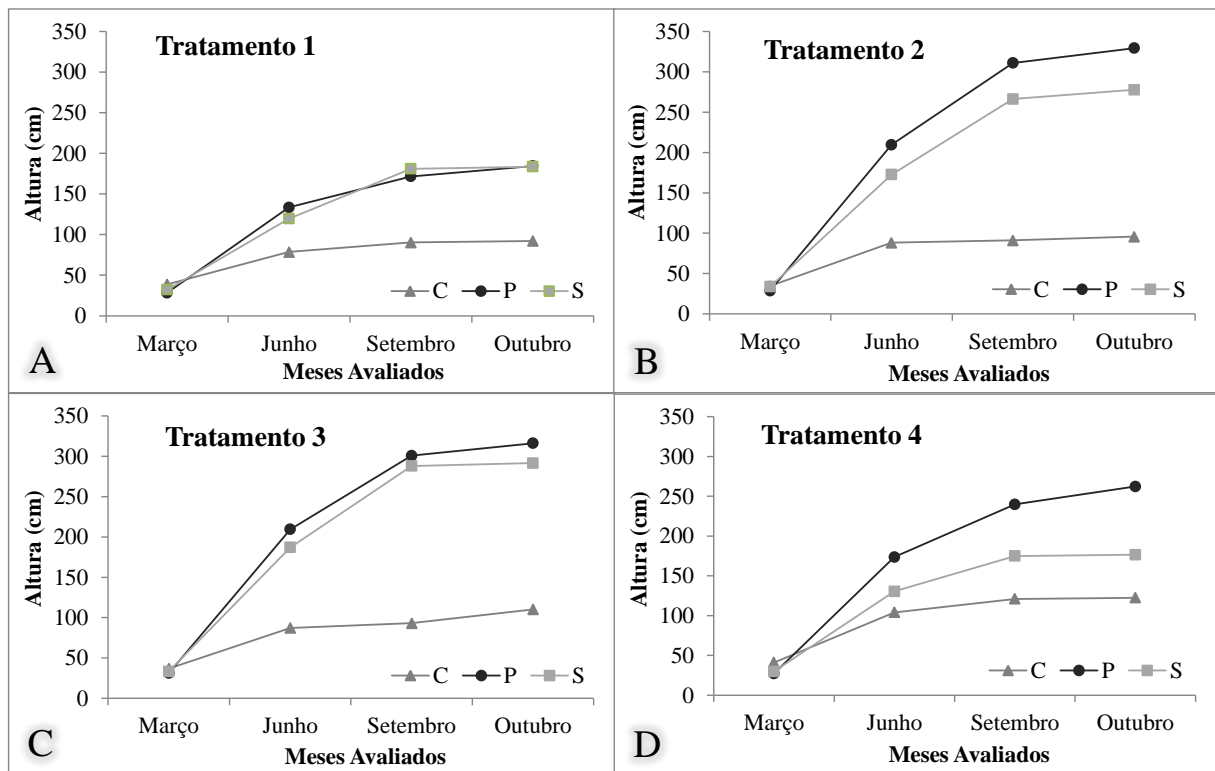 Tratamento 1
Altura (cm)
350
300
250
200
150
100
50
0
C P S
Março Junho Setembro Outubro
Meses Avaliados
A
Tratamento 2
Altura (cm)
350
300
250
200
150
100
50
0
C P S
Março Junho Setembro Outubro
Meses Avaliados
B
Tratamento 3
Altura (cm)
350
300
250
200
150
100
50
0
C P S
Março Junho Setembro Outubro
Meses Avaliados
C
Tratamento 4
Altura (cm)
350
300
250
200
150
100
50
0
C P S
Março Junho Setembro Outubro
Meses Avaliados
D